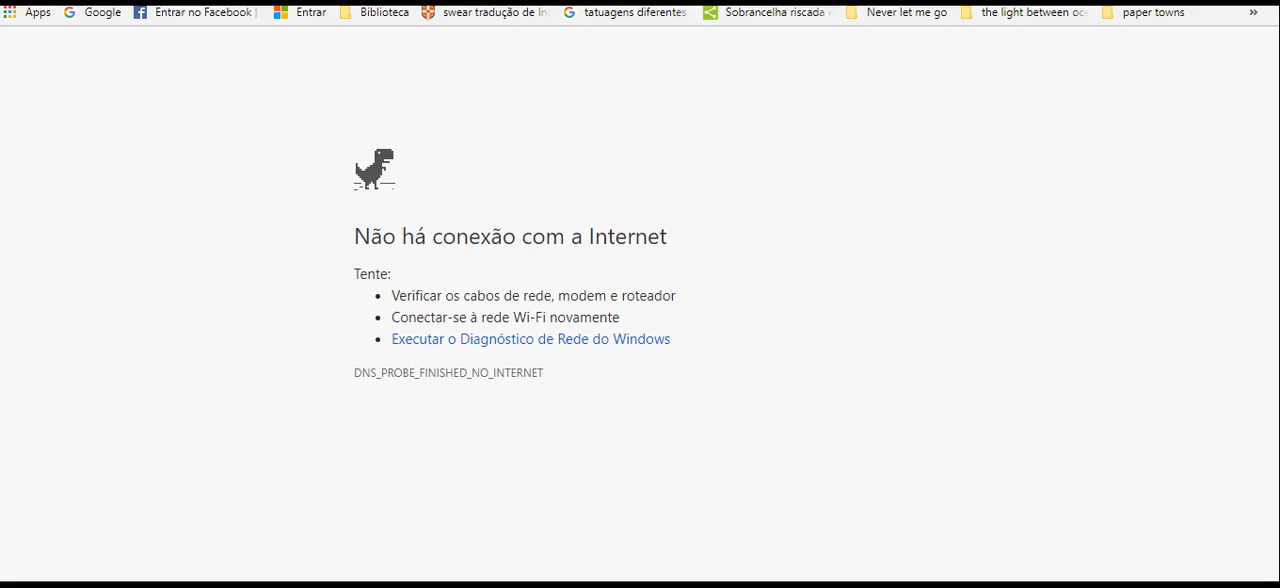 Apps Google Entrar no Facebook Entrar Biblioteca swear tradução de tatuagens diferentes Sobrancelha riscada Never let me go the light between paper towns »
Não há conexão com a Internet
Tente:
• Verificar os cabos de rede, modem e roteador
• Conectar-se à rede Wi-Fi novamente
• Executar o Diagnóstico de Rede do Windows
DNS_PROBE_FINISHED_NO_INTERNET